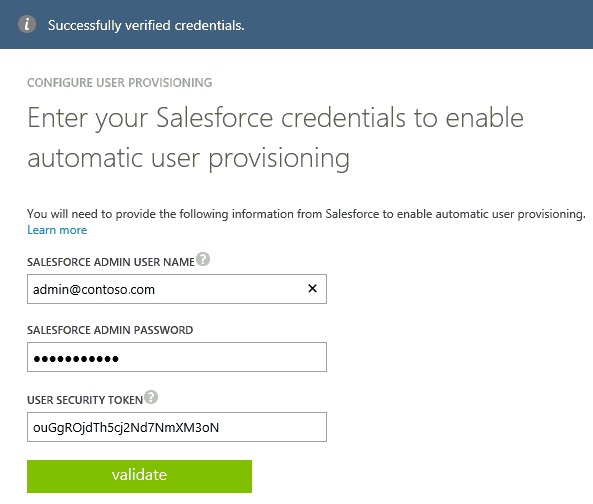 Successfully verified credentials.
CONFIGURE USER PROVISIONING
Enter your Salesforce credentials to enable
automatic user provisioning
You will need to provide the following information from Salesforce to enable automatic user provisioning.
Learn more
SALESFORCE ADMIN USER NAME ?
admin@contoso.com
SALESFORCE ADMIN PASSWORD
●●●●●●●●●●●
USER SECURITY TOKEN ?
ouGgROjdTh5cj2Nd7NmXM3oN
validate